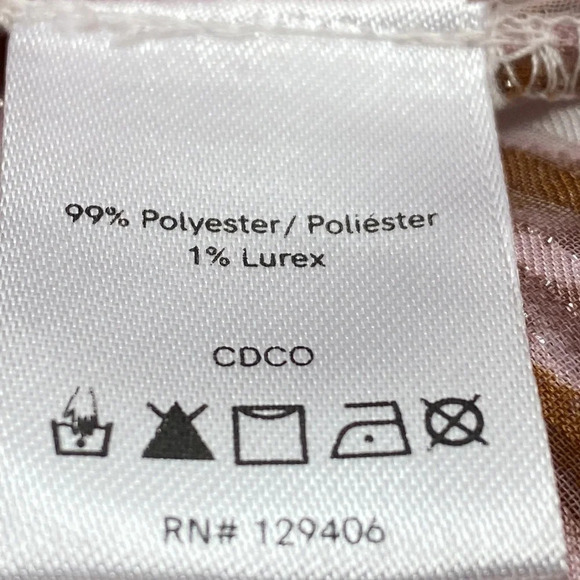 99% Polyester/ Poliéster
1% Lurex
CDCO
RN# 129406